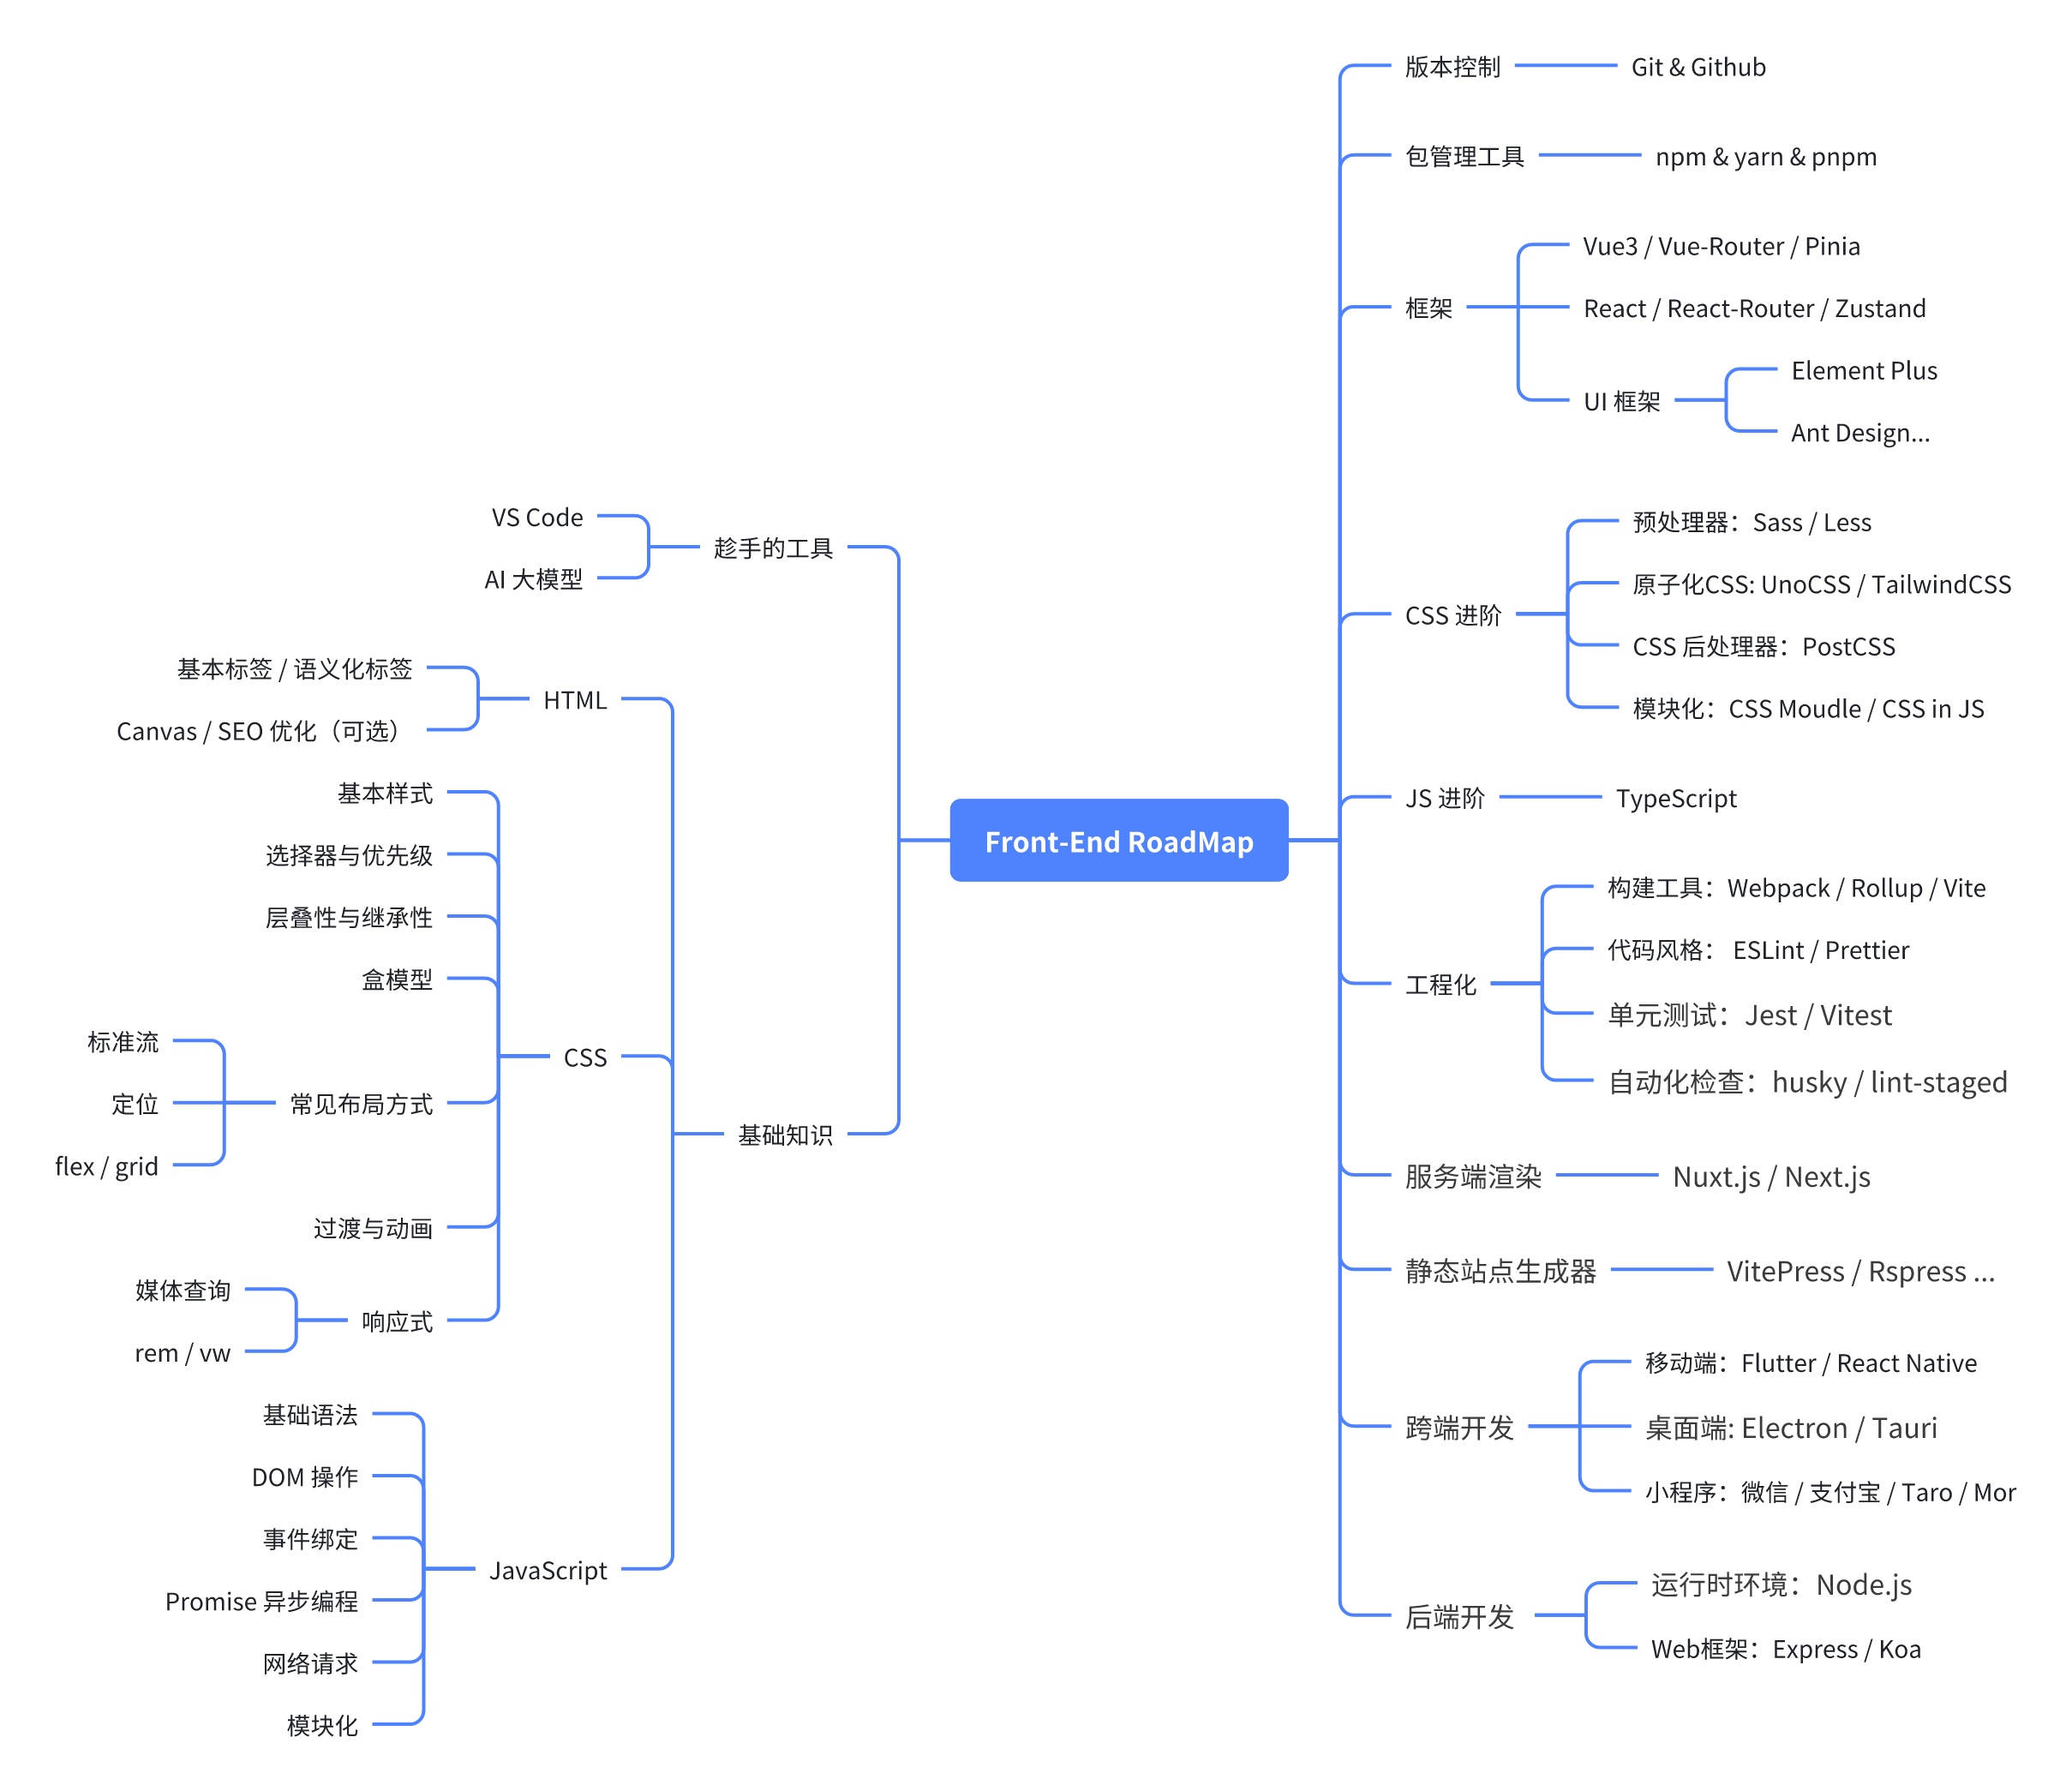 Front-End RoadMap
趁手的工具
VS Code
AI 大模型
基础知识
HTML
基本标签 / 语义化标签
Canvas / SEO 优化（可选）
CSS
基本样式
选择器与优先级
层叠性与继承性
盒模型
常见布局方式
标准流
定位
flex / grid
过渡与动画
响应式
媒体查询
rem / vw
JavaScript
基础语法
DOM 操作
事件绑定
Promise 异步编程
网络请求
模块化
版本控制
Git & Github
包管理工具
npm & yarn & pnpm
框架
Vue3 / Vue-Router / Pinia
React / React-Router / Zustand
UI 框架
Element Plus
Ant Design...
CSS 进阶
预处理器：Sass / Less
原子化CSS: UnoCSS / TailwindCSS
CSS 后处理器：PostCSS
模块化：CSS Moudle / CSS in JS
JS 进阶
TypeScript
工程化
构建工具：Webpack / Rollup / Vite
代码风格： ESLint / Prettier
单元测试：Jest / Vitest
自动化检查：husky / lint-staged
服务端渲染
Nuxt.js / Next.js
静态站点生成器
VitePress / Rspress ...
跨端开发
移动端：Flutter / React Native
桌面端: Electron / Tauri
小程序：微信 / 支付宝 / Taro / Mor
后端开发
运行时环境：Node.js
Web框架：Express / Koa